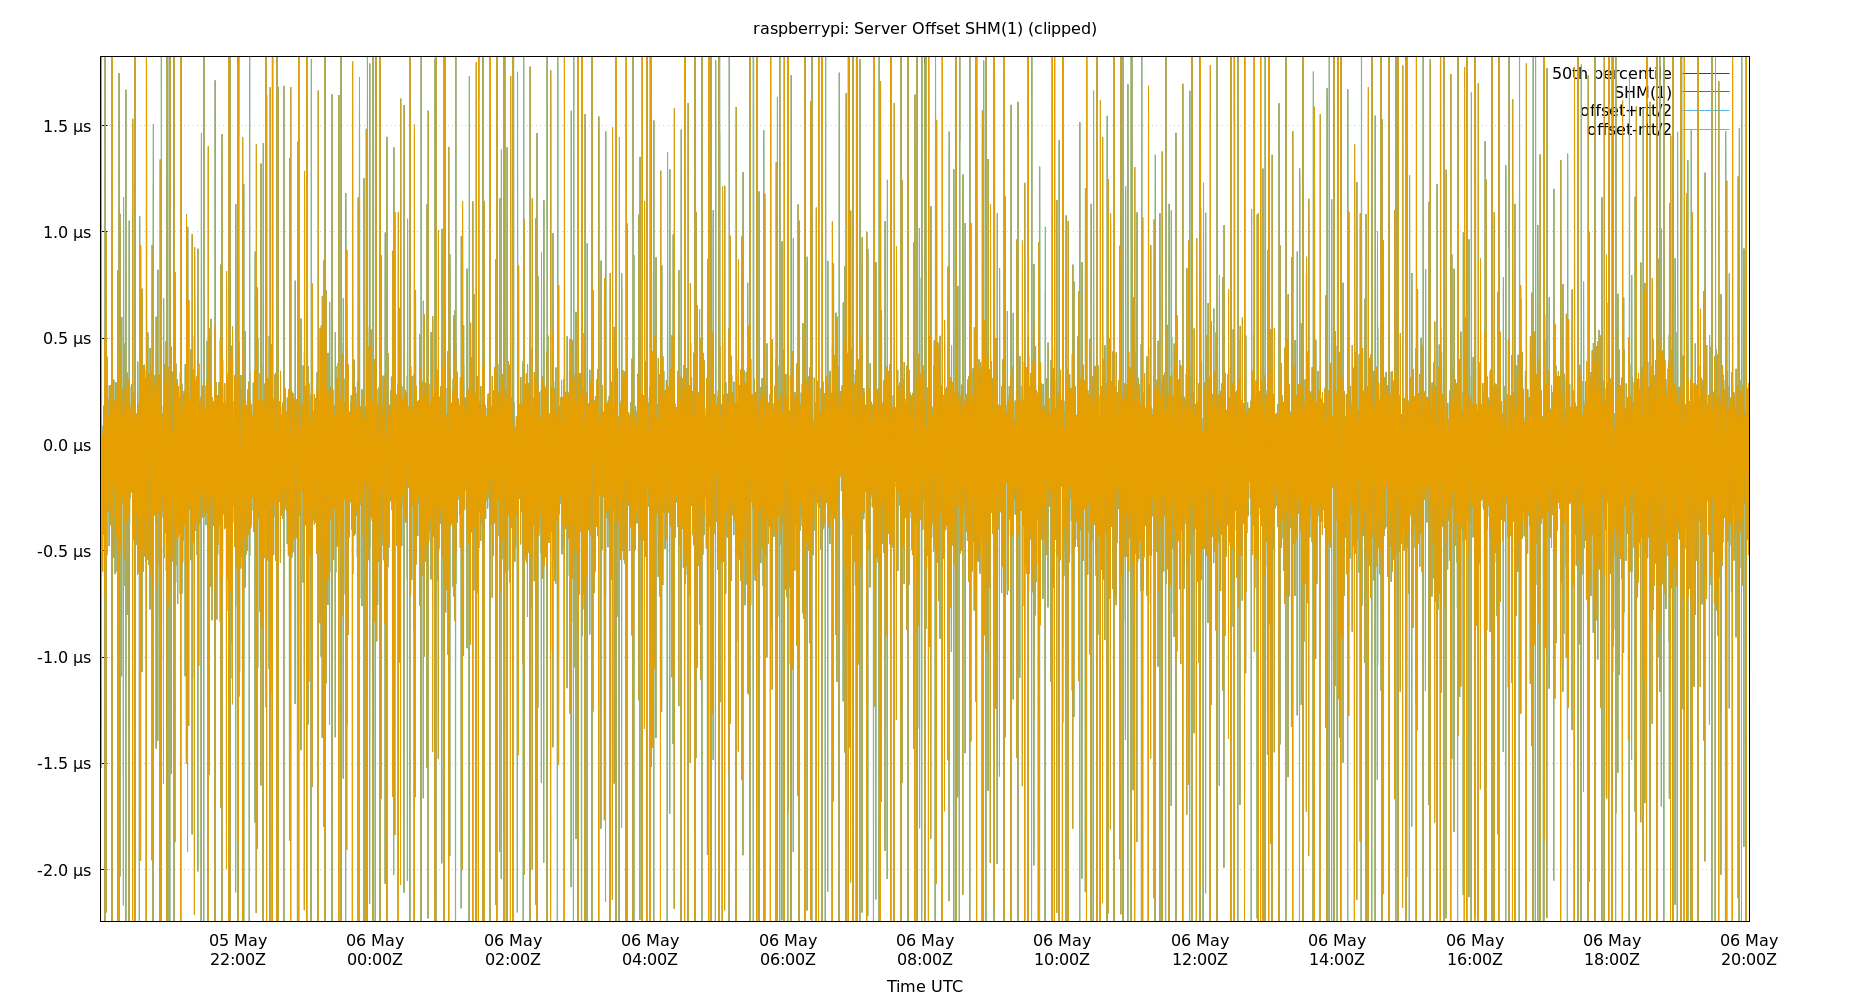 raspberrypi: Server Offset SHM(1) (clipped)
50th percentile
SHM(1)
offset+rtt/2
offset-rtt/2
1.5 µs
1.0 µs
0.5 µs
0.0 µs
-0.5 µs
-1.0 µs
-1.5 µs
-2.0 µs
05 May 06 May 06 May 06 May 06 May 06 May 06 May 06 May 06 May 06 May 06 May 06 May
22:00Z 00:00Z 02:00Z 04:00Z 06:00Z 08:00Z 10:00Z 12:00Z 14:00Z 16:00Z 18:00Z 20:00Z
Time UTC